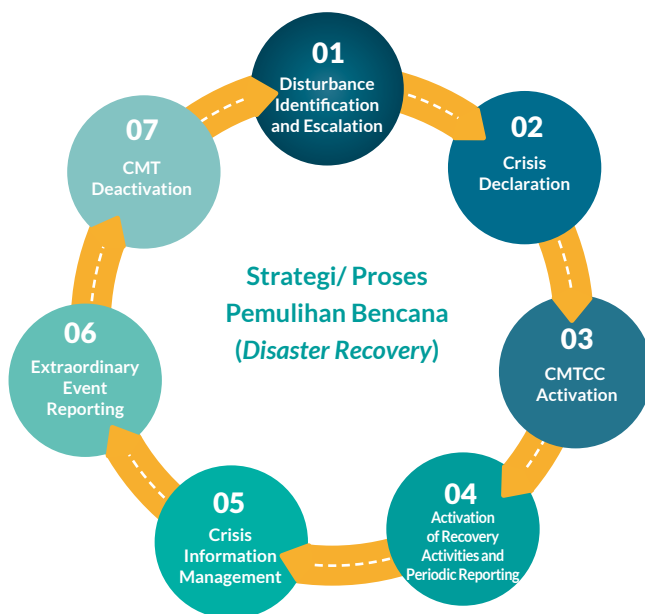 01
Disturbance
Identification
and Escalation
02
Crisis
Declaration
03
CMTCC
Activation
04
Activation
of Recovery
Activities and
Periodic Reporting
05
Crisis
Information
Management
06
Extraordinary
Event
Reporting
07
CMT
Deactivation
Strategi/ Proses
Pemulihan Bencana
(Disaster Recovery)